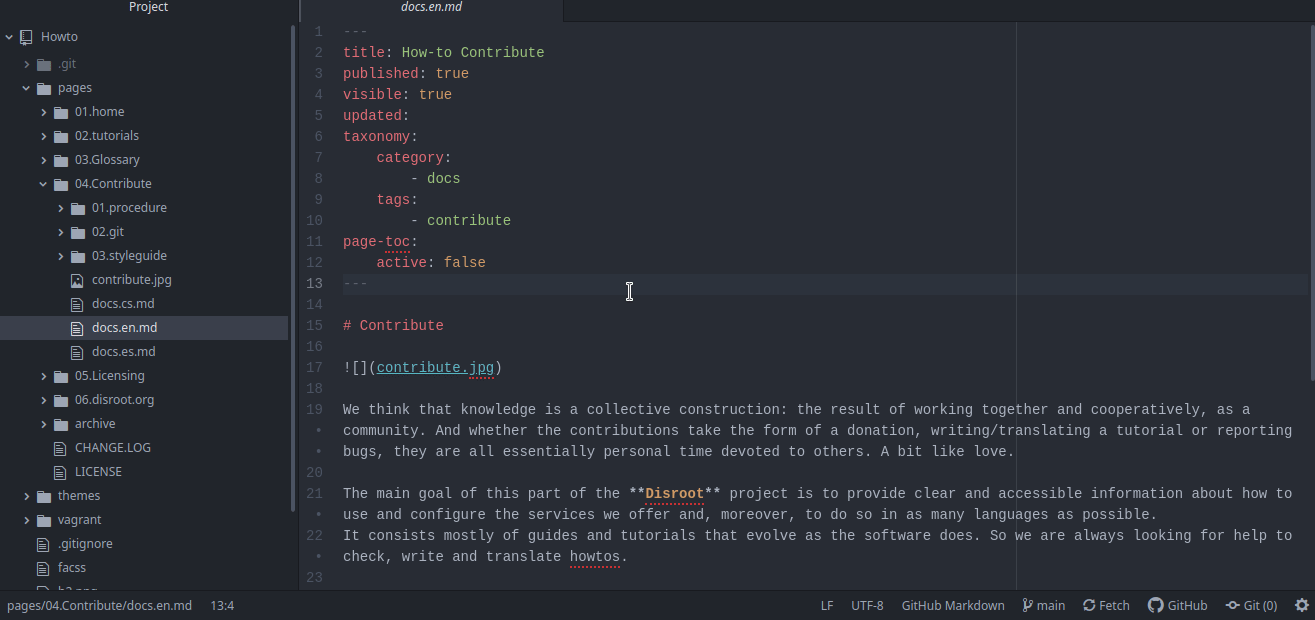 Project
docs.en.md
Howto
.git
pages
01.home
02.tutorials
03.Glossary
04.Contribute
01.procedure
02.git
03.styleguide
contribute.jpg
docs.cs.md
docs.en.md
docs.es.md
05.Licensing
06.disroot.org
archive
CHANGE.LOG
LICENSE
themes
vagrant
.gitignore
facss
1 ---
2 title: How-to Contribute
3 published: true
4 visible: true
5 updated:
6 taxonomy:
7     category:
8         - docs
9     tags:
10         - contribute
11 page-toc:
12     active: false
13 ---
14
15 # Contribute
16
17 ![](contribute.jpg)
18
19 We think that knowledge is a collective construction: the result of working together and cooperatively, as a
• community. And whether the contributions take the form of a donation, writing/translating a tutorial or reporting
• bugs, they are all essentially personal time devoted to others. A bit like love.
20
21 The main goal of this part of the **Disroot** project is to provide clear and accessible information about how to
• use and configure the services we offer and, moreover, to do so in as many languages as possible.
22 It consists mostly of guides and tutorials that evolve as the software does. So we are always looking for help to
• check, write and translate howtos.
23
pages/04.Contribute/docs.en.md 13:4 LF UTF-8 GitHub Markdown main Fetch GitHub Git (0)